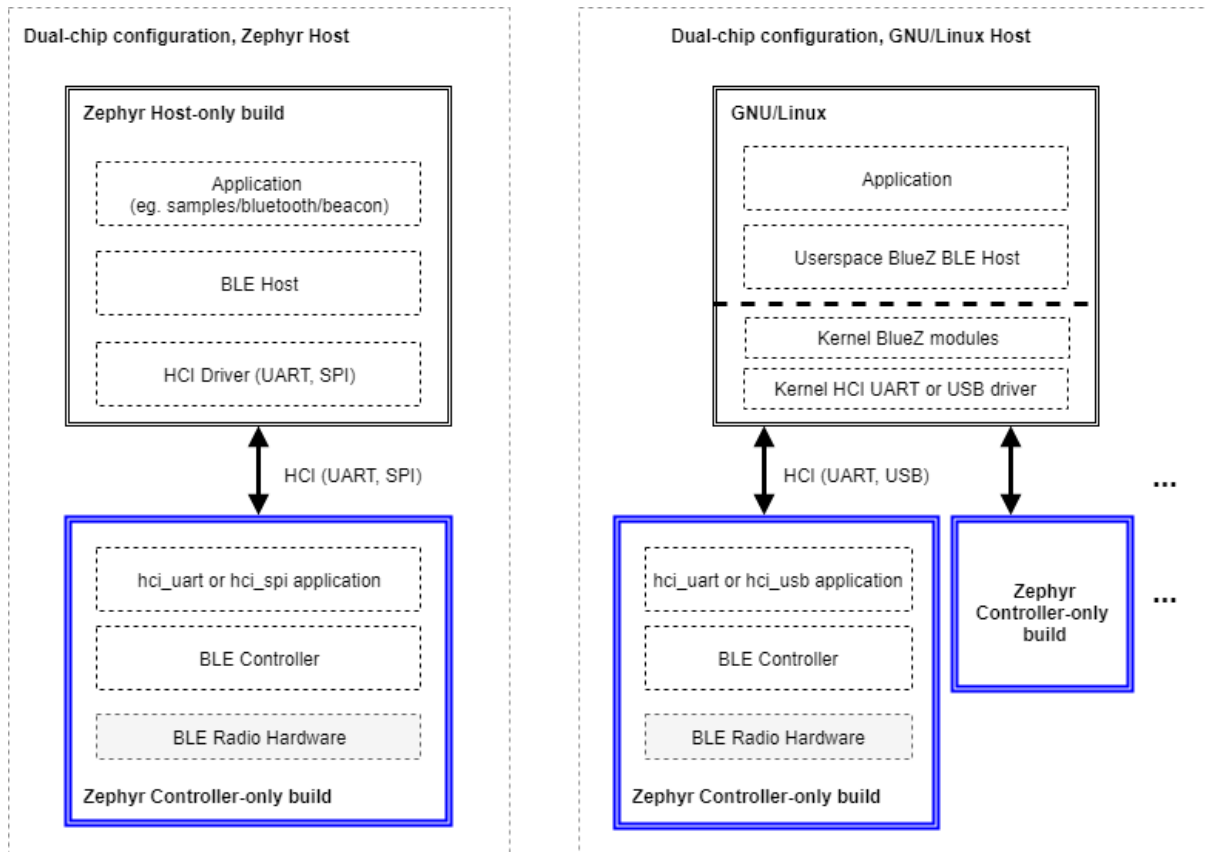 Dual-chip configuration, Zephyr Host
Zephyr Host-only build
Application
(eg. samples/bluetooth/beacon)
BLE Host
HCI Driver (UART, SPI)
HCI (UART, SPI)
hci_uart or hci_spi application
BLE Controller
BLE Radio Hardware
Zephyr Controller-only build
Dual-chip configuration, GNU/Linux Host
GNU/Linux
Application
Userspace BlueZ BLE Host
Kernel BlueZ modules
Kernel HCI UART or USB driver
HCI (UART, USB)
...
hci_uart or hci_usb application
BLE Controller
BLE Radio Hardware
Zephyr Controller-only build
Zephyr
Controller-only
build
...